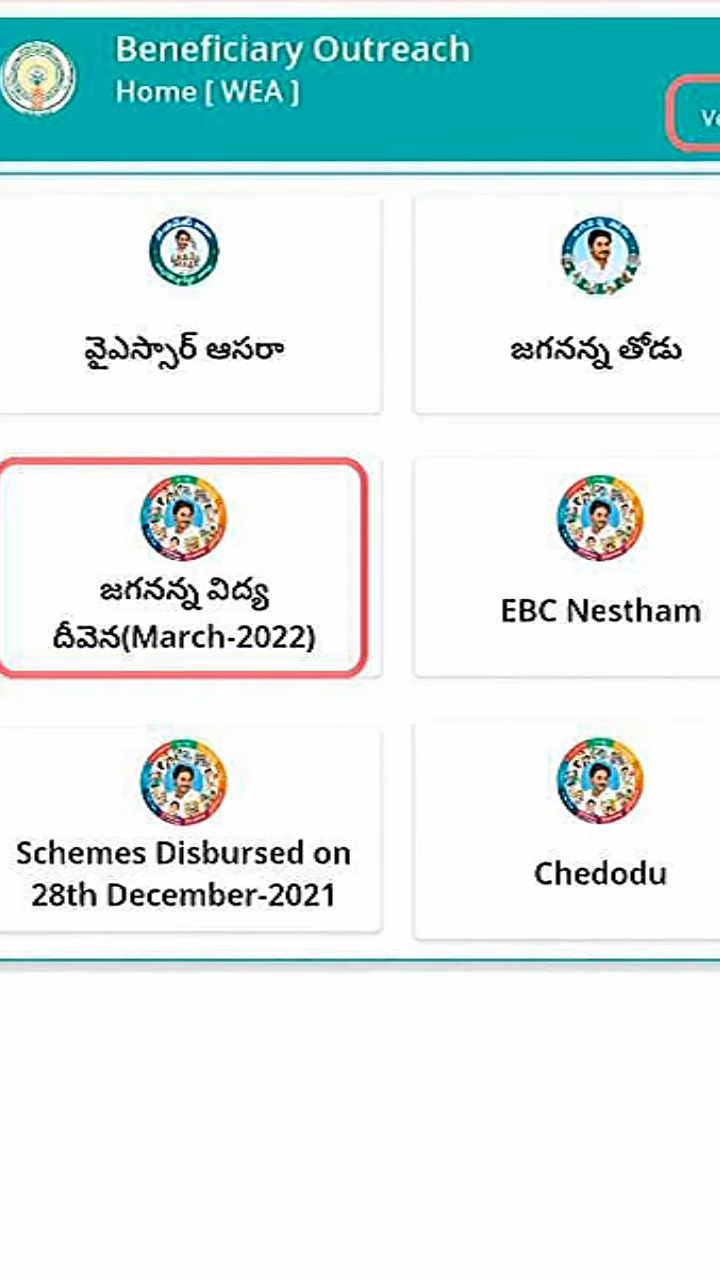 Beneficiary Outreach
Home [ WEA ]
వైఎస్సార్ ఆసరా
జగనన్న తోడు
జగనన్న విద్య
దీవెన(March-2022)
EBC Nestham
Schemes Disbursed on
28th December-2021
Chedodu